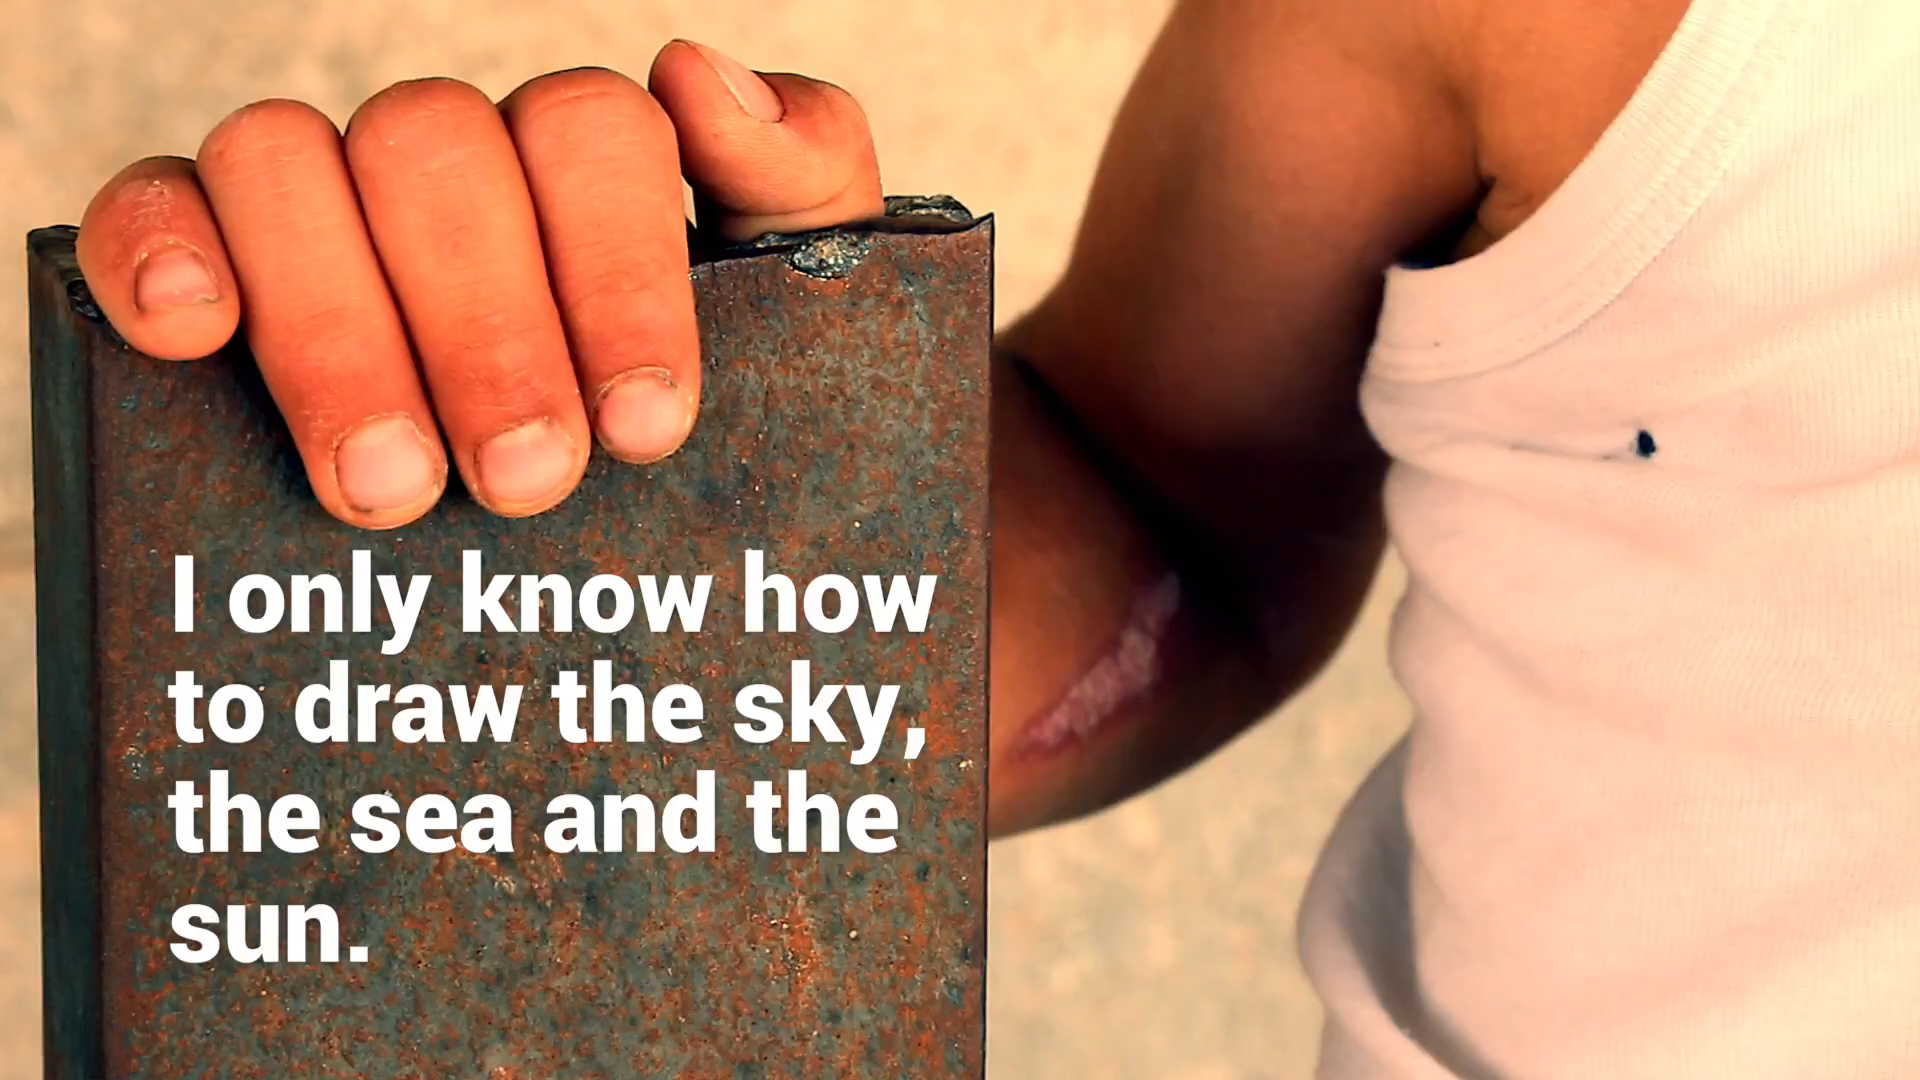 I only know how
to draw the sky,
the sea and the
sun.